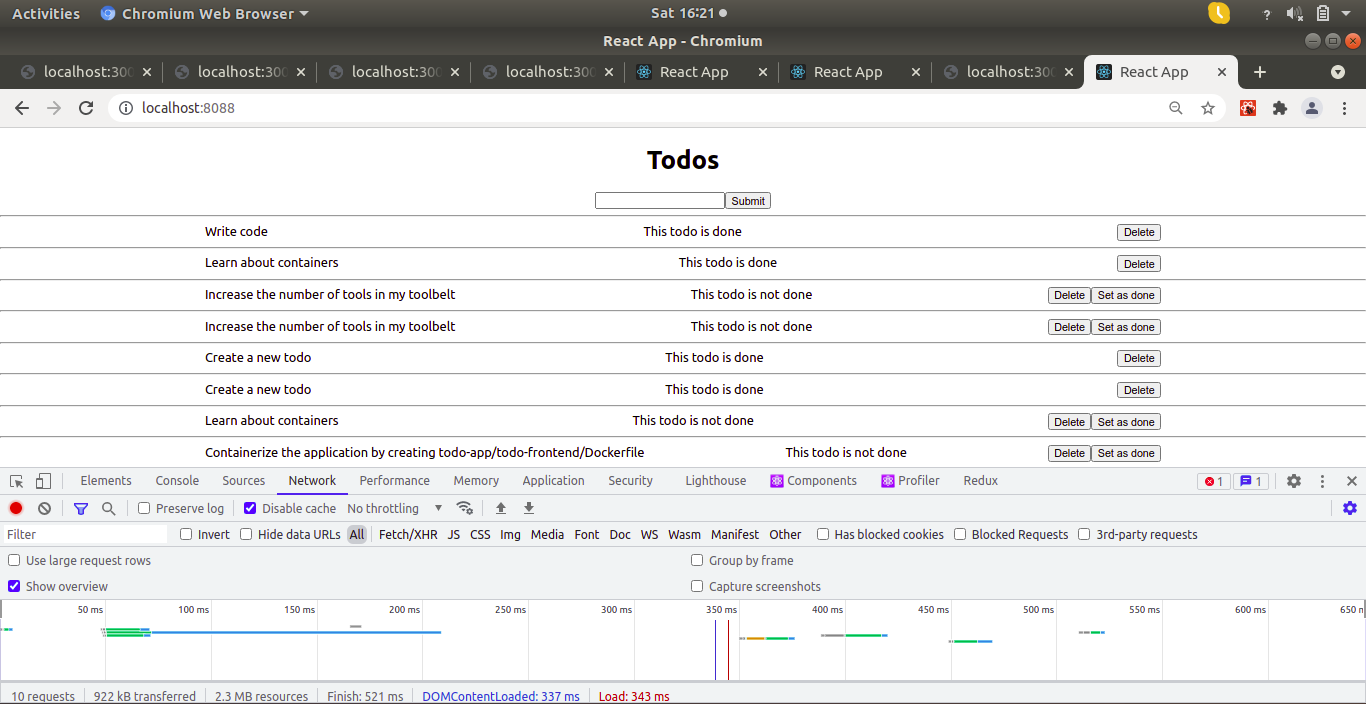 Activities Chromium Web Browser Sat 16:21 ?
React App - Chromium
localhost:300 localhost:300 localhost:300 localhost:300 React App React App localhost:300 React App
localhost:8088
Todos
Submit
Write code This todo is done Delete
Learn about containers This todo is done Delete
Increase the number of tools in my toolbelt This todo is not done Delete Set as done
Increase the number of tools in my toolbelt This todo is not done Delete Set as done
Create a new todo This todo is done Delete
Create a new todo This todo is done Delete
Learn about containers This todo is not done Delete Set as done
Containerize the application by creating todo-app/todo-frontend/Dockerfile This todo is not done Delete Set as done
Elements Console Sources Network Performance Memory Application Security Lighthouse Components Profiler Redux 1 1
Preserve log Disable cache No throttling
Filter Invert Hide data URLs All Fetch/XHR JS CSS Img Media Font Doc WS Wasm Manifest Other Has blocked cookies Blocked Requests 3rd-party requests
Use large request rows Group by frame
Show overview Capture screenshots
50 ms 100 ms 150 ms 200 ms 250 ms 300 ms 350 ms 400 ms 450 ms 500 ms 550 ms 600 ms 650
10 requests 922 kB transferred 2.3 MB resources Finish: 521 ms DOMContentLoaded: 337 ms Load: 343 ms